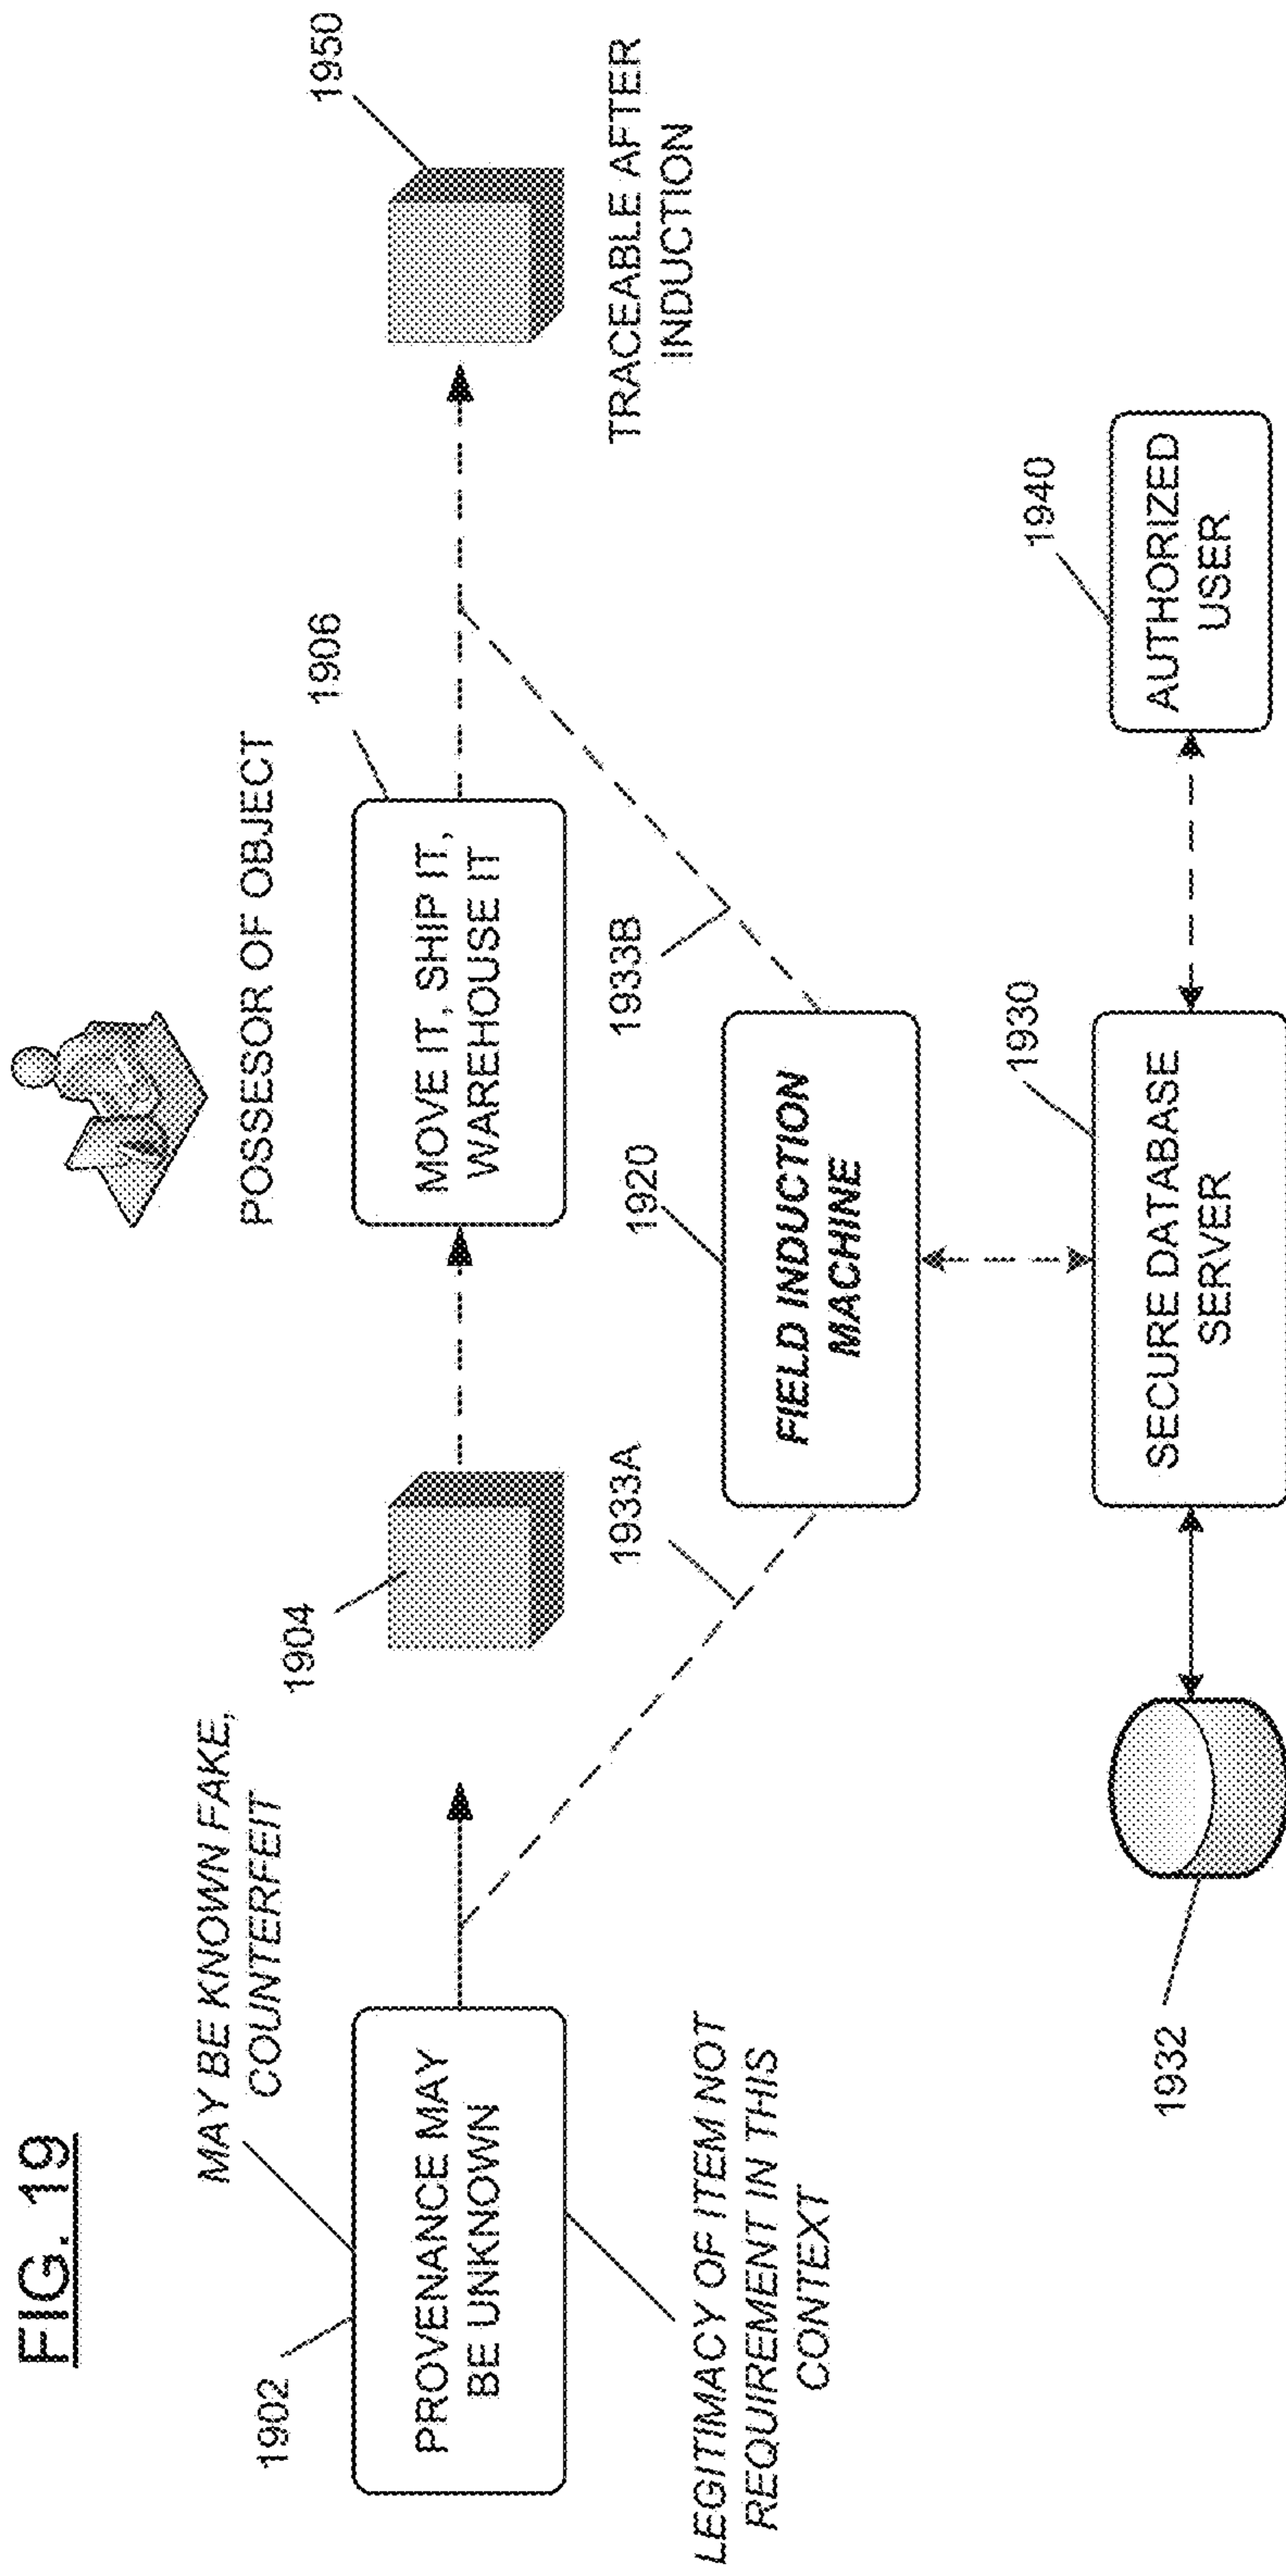 FIG. 19
MAY BE KNOWN FAKE,
COUNTERFEIT
1902
PROVENANCE MAY
BE UNKNOWN
LEGITIMACY OF ITEM NOT
REQUIREMENT IN THIS
CONTEXT
1904
POSSESOR OF OBJECT
1906
MOVE IT, SHIP IT,
WAREHOUSE IT
1950
TRACEABLE AFTER
INDUCTION
1933A
1920
FIELD INDUCTION
MACHINE
1933B
1932
1930
SECURE DATABASE
SERVER
1940
AUTHORIZED
USER